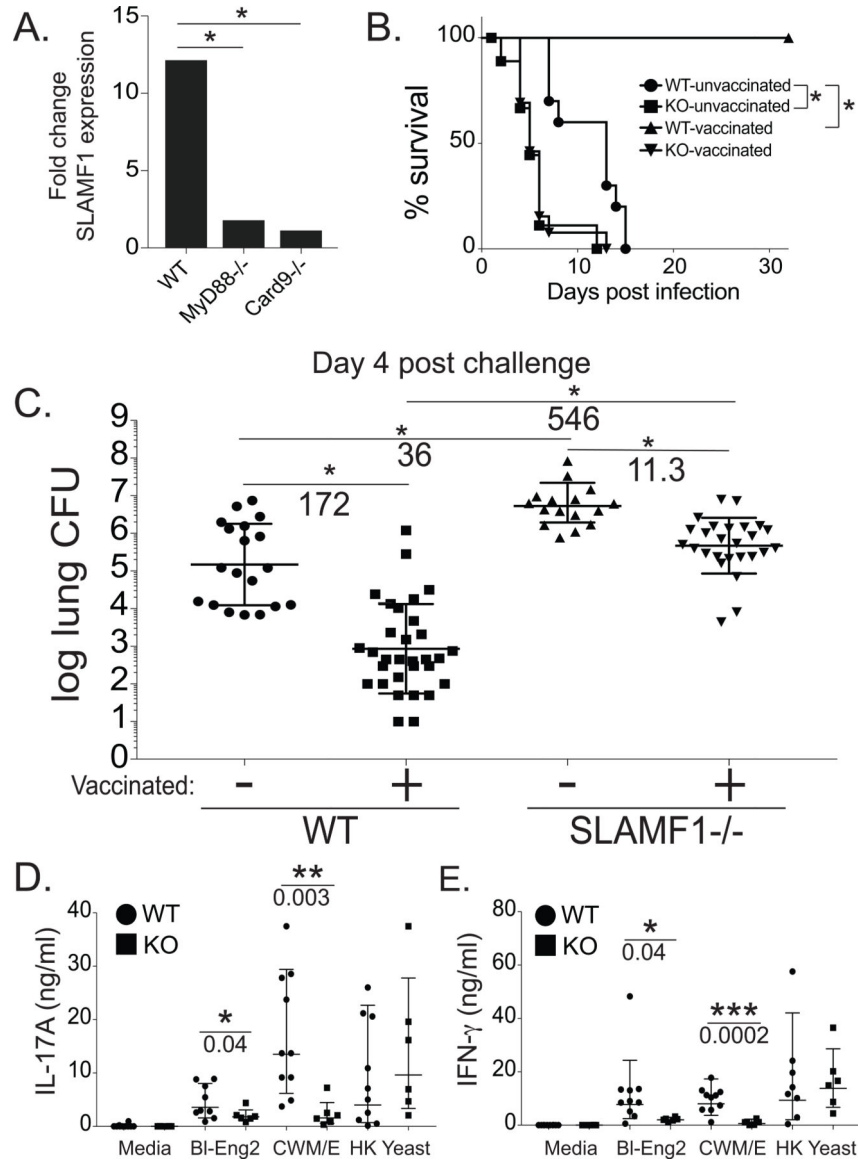 A.
15
10
5
0
Fold change
SLAMF1 expression
*
*
WT
MyD88-/-
Card9-/-
B.
100
50
0
% survival
0 10 20 30
Days post infection
WT-unvaccinated
KO-unvaccinated
WT-vaccinated
KO-vaccinated
*
*
C.
Day 4 post challenge
9
8
7
6
5
4
3
2
1
0
log lung CFU
*
546
*
36
*
172
*
11.3
Vaccinated: - + - +
WT SLAMF1-/-
D.
WT
KO
40
30
20
10
0
IL-17A (ng/ml)
*
0.04
**
0.003
Media Bl-Eng2 CWM/E HK Yeast
E.
WT
KO
80
60
40
20
0
IFN-γ (ng/ml)
*
0.04
***
0.0002
Media Bl-Eng2 CWM/E HK Yeast